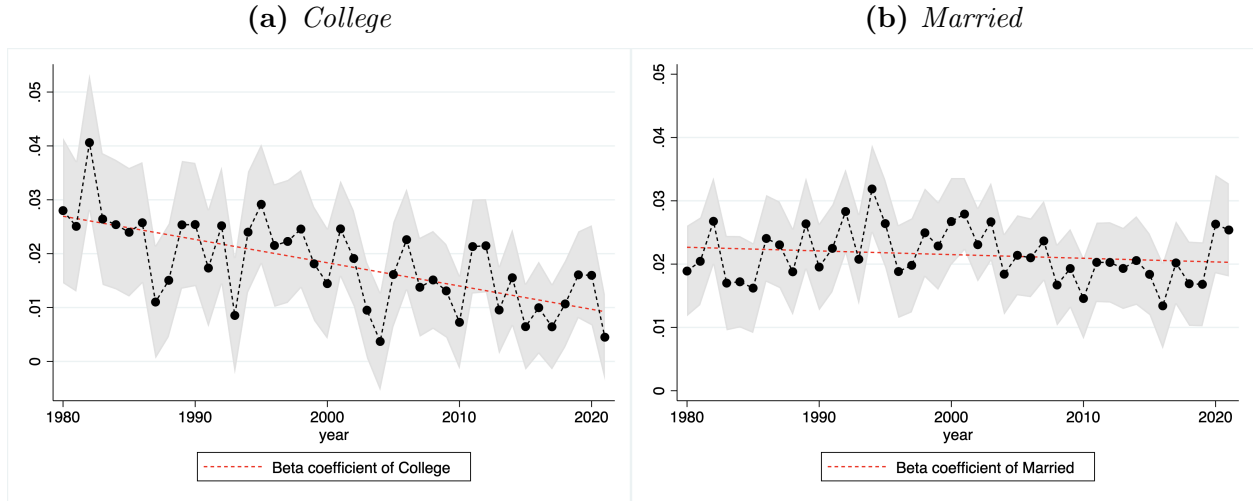 (a) College
.05
.04
.03
.02
.01
0
1980 1990 2000 2010 2020
year
Beta coefficient of College
(b) Married
.05
.04
.03
.02
.01
0
1980 1990 2000 2010 2020
year
Beta coefficient of Married